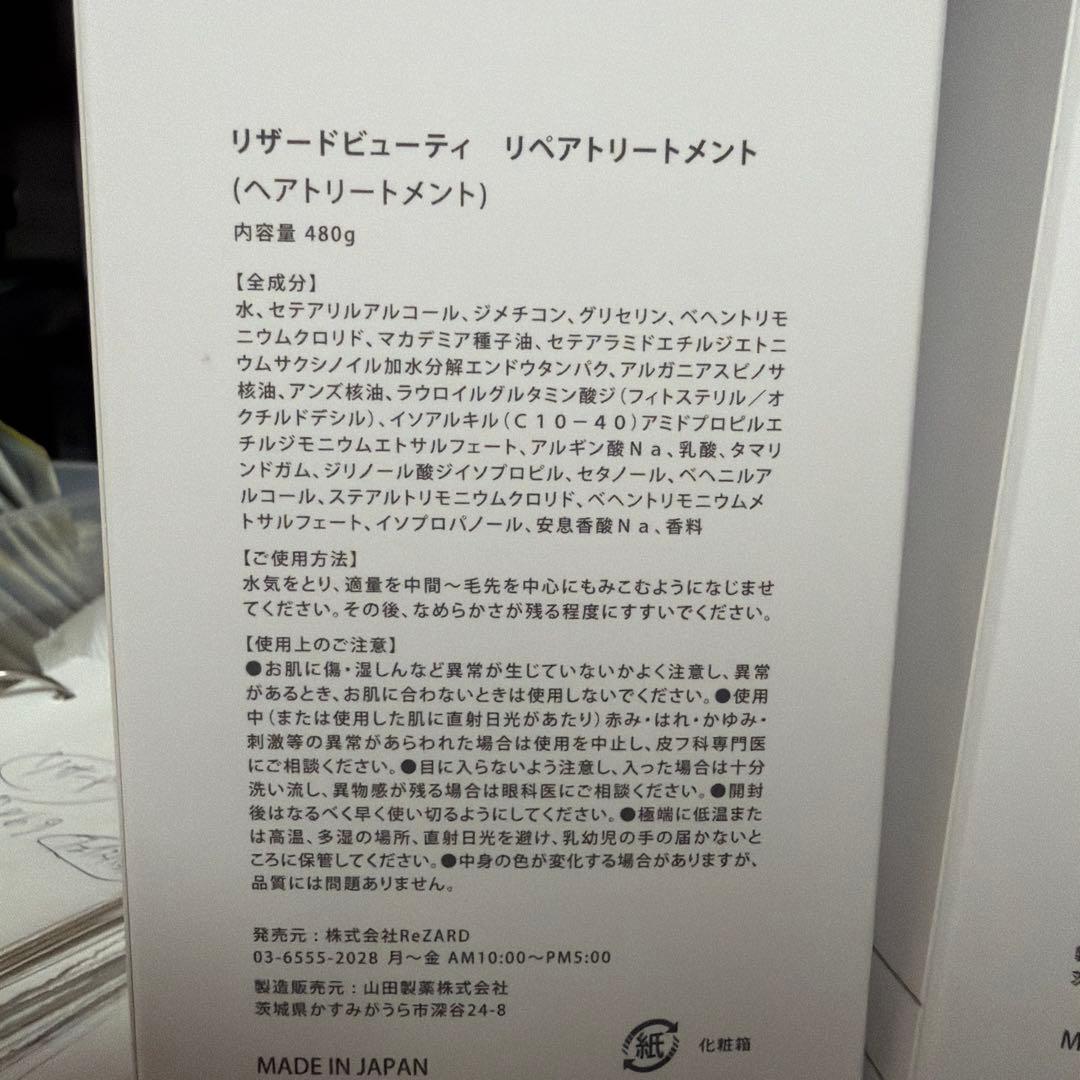 リザードビューティ　リペアトリートメント
(ヘアトリートメント)
内容量 480g
【全成分】
水、セテアリルアルコール、ジメチコン、グリセリン、ベヘントリモ
ニウムクロリド、マカデミア種子油、セテアラミドエチルジエトニ
ウムサクシノイル加水分解エンドウタンパク、アルガニアスピノサ
核油、アンズ核油、ラウロイルグルタミン酸ジ（フィトステリル／オ
クチルドデシル）、イソアルキル（Ｃ１０－４０）アミドプロピルエ
チルジモニウムエトサルフェート、アルギン酸Ｎａ、乳酸、タマリ
ンドガム、ジリノール酸ジイソプロピル、セタノール、ベヘニルア
ルコール、ステアルトリモニウムクロリド、ベヘントリモニウムメ
トサルフェート、イソプロパノール、安息香酸Ｎａ、香料
【ご使用方法】
水気をとり、適量を中間～毛先を中心にもみこむようになじませ
てください。その後、なめらかさが残る程度にすすいでください。
【使用上のご注意】
●お肌に傷・湿しんなど異常が生じていないかよく注意し、異常
があるとき、お肌に合わないときは使用しないでください。●使用
中（または使用した肌に直射日光があたり）赤み・はれ・かゆみ・
刺激等の異常があらわれた場合は使用を中止し、皮フ科専門医
にご相談ください。●目に入らないよう注意し、入った場合は十分
洗い流し、異物感が残る場合は眼科医にご相談ください。●開封
後はなるべく早く使い切るようにしてください。●極端に低温また
は高温、多湿の場所、直射日光を避け、乳幼児の手の届かないと
ころに保管してください。●中身の色が変化する場合がありますが、
品質には問題ありません。
発売元：株式会社ReZARD
03-6555-2028 月～金 AM10:00～PM5:00
製造販売元：山田製薬株式会社
茨城県かすみがうら市深谷24-8
MADE IN JAPAN
紙 化粧箱